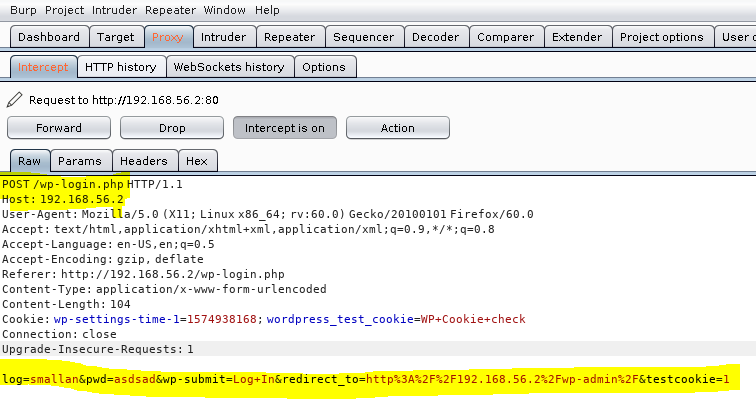 Burp Project Intruder Repeater Window Help
Dashboard Target Proxy Intruder Repeater Sequencer Decoder Comparer Extender Project options User o
Intercept HTTP history WebSockets history Options
Request to http://192.168.56.2:80
Forward Drop Intercept is on Action
Raw Params Headers Hex
POST /wp-login.php HTTP/1.1
Host: 192.168.56.2
User-Agent: Mozilla/5.0 (X11; Linux x86_64; rv:60.0) Gecko/20100101 Firefox/60.0
Accept: text/html,application/xhtml+xml,application/xml;q=0.9,*/*;q=0.8
Accept-Language: en-US,en;q=0.5
Accept-Encoding: gzip, deflate
Referer: http://192.168.56.2/wp-login.php
Content-Type: application/x-www-form-urlencoded
Content-Length: 104
Cookie: wp-settings-time-1=1574938168; wordpress_test_cookie=WP+Cookie+check
Connection: close
Upgrade-Insecure-Requests: 1
log=smallan&pwd=asdsad&wp-submit=Log+In&redirect_to=http%3A%2F%2F192.168.56.2%2Fwp-admin%2F&testcookie=1